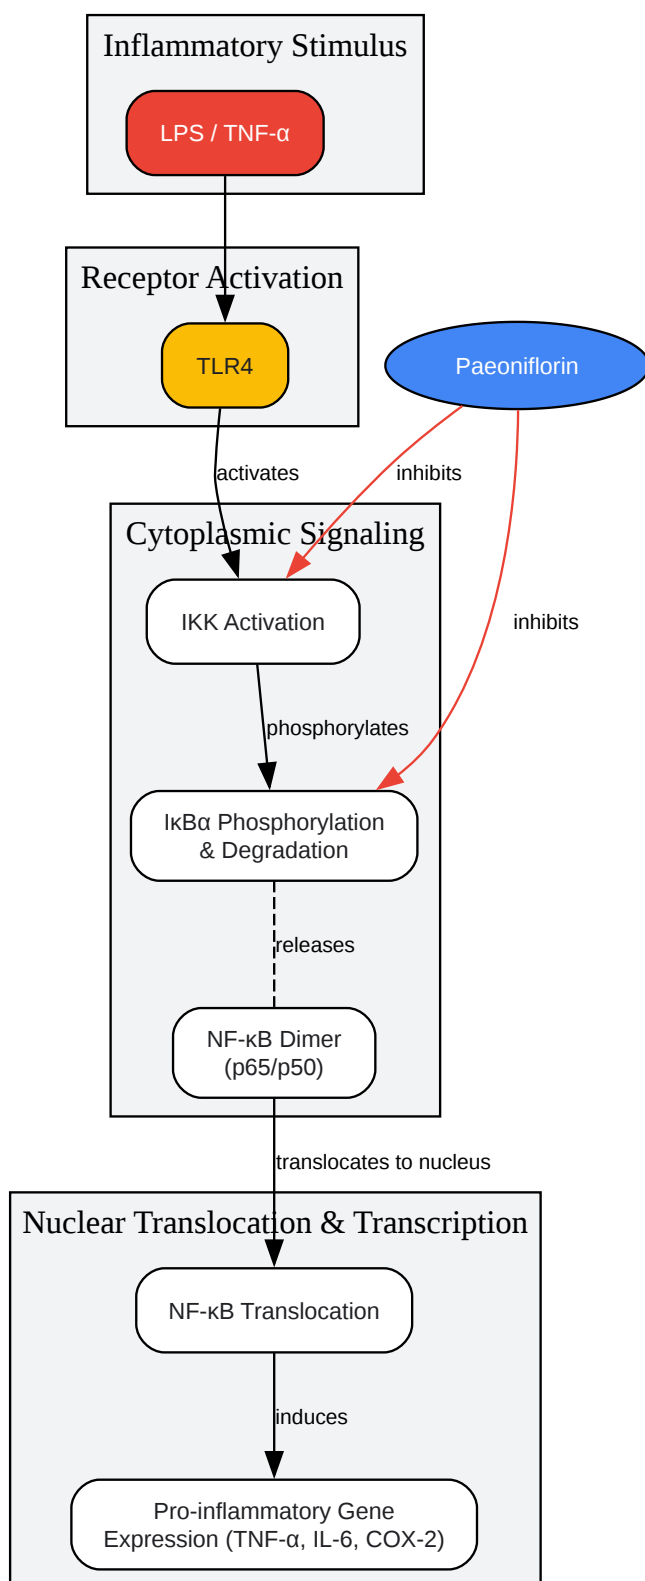 Inflammatory Stimulus
LPS / TNF-α
Receptor Activation
TLR4
Paeoniflorin
activates
inhibits
Cytoplasmic Signaling
IKK Activation
inhibits
phosphorylates
IκBα Phosphorylation
& Degradation
releases
NF-κB Dimer
(p65/p50)
translocates to nucleus
Nuclear Translocation & Transcription
NF-κB Translocation
induces
Pro-inflammatory Gene
Expression (TNF-α, IL-6, COX-2)